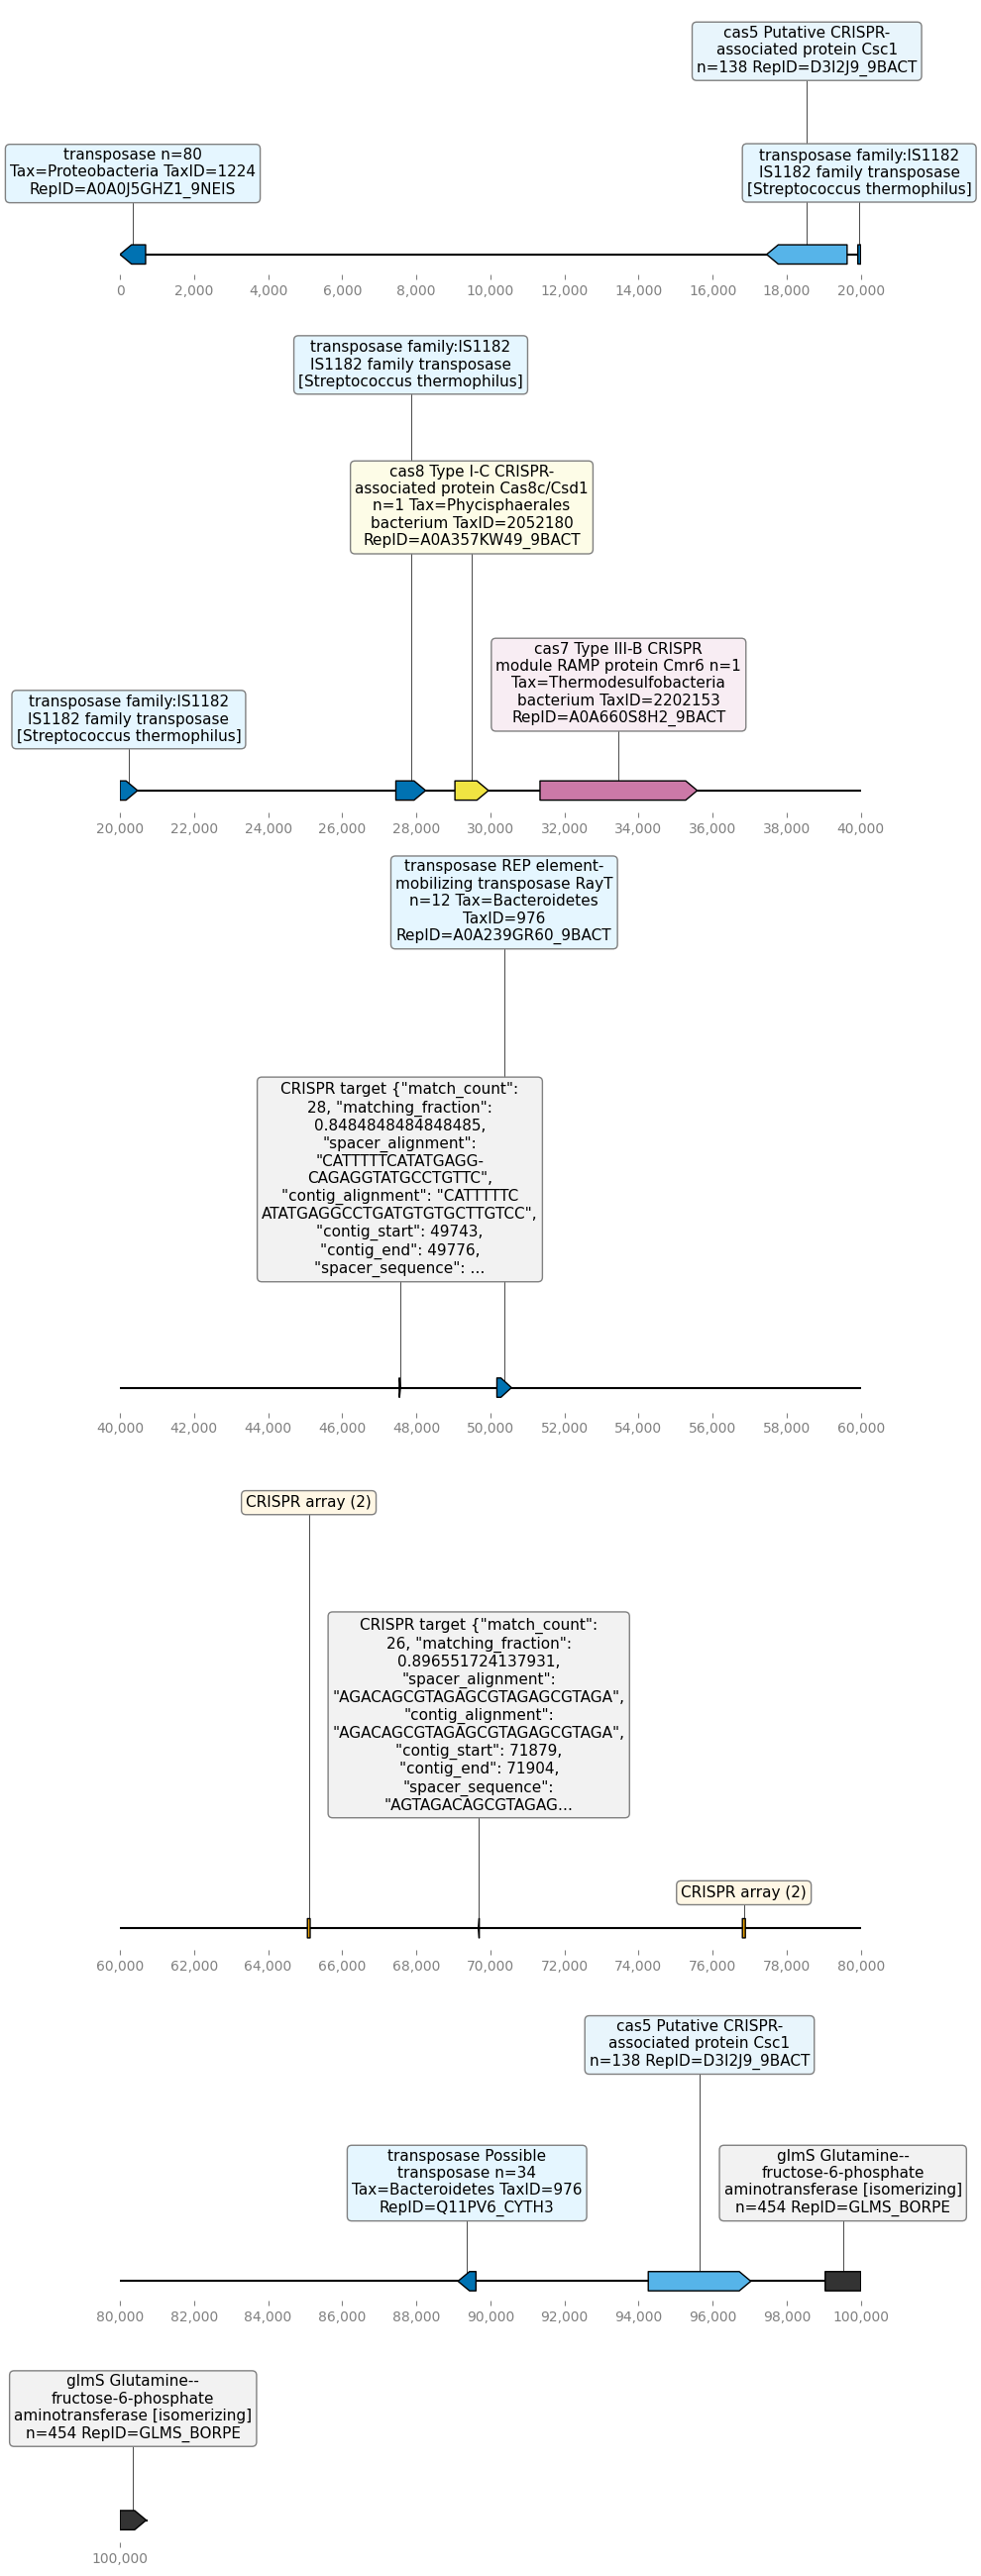 cas5 Putative CRISPR-
associated protein Csc1
n=138 RepID=D3I2J9_9BACT
transposase n=80
Tax=Proteobacteria TaxID=1224
RepID=A0A0J5GHZ1_9NEIS
transposase family:IS1182
IS1182 family transposase
[Streptococcus thermophilus]
0 2,000 4,000 6,000 8,000 10,000 12,000 14,000 16,000 18,000 20,000
transposase family:IS1182
IS1182 family transposase
[Streptococcus thermophilus]
cas8 Type I-C CRISPR-
associated protein Cas8c/Csd1
n=1 Tax=Phycisphaerales
bacterium TaxID=2052180
RepID=A0A357KW49_9BACT
cas7 Type III-B CRISPR
module RAMP protein Cmr6 n=1
Tax=Thermodesulfobacteria
bacterium TaxID=2202153
RepID=A0A660S8H2_9BACT
transposase family:IS1182
IS1182 family transposase
[Streptococcus thermophilus]
20,000 22,000 24,000 26,000 28,000 30,000 32,000 34,000 36,000 38,000 40,000
transposase REP element-
mobilizing transposase RayT
n=12 Tax=Bacteroidetes
TaxID=976
RepID=A0A239GR60_9BACT
CRISPR target {"match_count":
28, "matching_fraction":
0.8484848484848485,
"spacer_alignment":
"CATTTTTCATATGAGG-
CAGAGGTATGCCTGTTC",
"contig_alignment": "CATTTTTC
ATATGAGGCCTGATGTGTGCTTGTCC",
"contig_start": 49743,
"contig_end": 49776,
"spacer_sequence": ...
40,000 42,000 44,000 46,000 48,000 50,000 52,000 54,000 56,000 58,000 60,000
CRISPR array (2)
CRISPR target {"match_count":
26, "matching_fraction":
0.896551724137931,
"spacer_alignment":
"AGACAGCGTAGAGCGTAGAGCGTAGA",
"contig_alignment":
"AGACAGCGTAGAGCGTAGAGCGTAGA",
"contig_start": 71879,
"contig_end": 71904,
"spacer_sequence":
"AGTAGACAGCGTAGAG...
CRISPR array (2)
60,000 62,000 64,000 66,000 68,000 70,000 72,000 74,000 76,000 78,000 80,000
cas5 Putative CRISPR-
associated protein Csc1
n=138 RepID=D3I2J9_9BACT
transposase Possible
transposase n=34
Tax=Bacteroidetes TaxID=976
RepID=Q11PV6_CYTH3
glmS Glutamine--
fructose-6-phosphate
aminotransferase [isomerizing]
n=454 RepID=GLMS_BORPE
80,000 82,000 84,000 86,000 88,000 90,000 92,000 94,000 96,000 98,000 100,000
glmS Glutamine--
fructose-6-phosphate
aminotransferase [isomerizing]
n=454 RepID=GLMS_BORPE
100,000